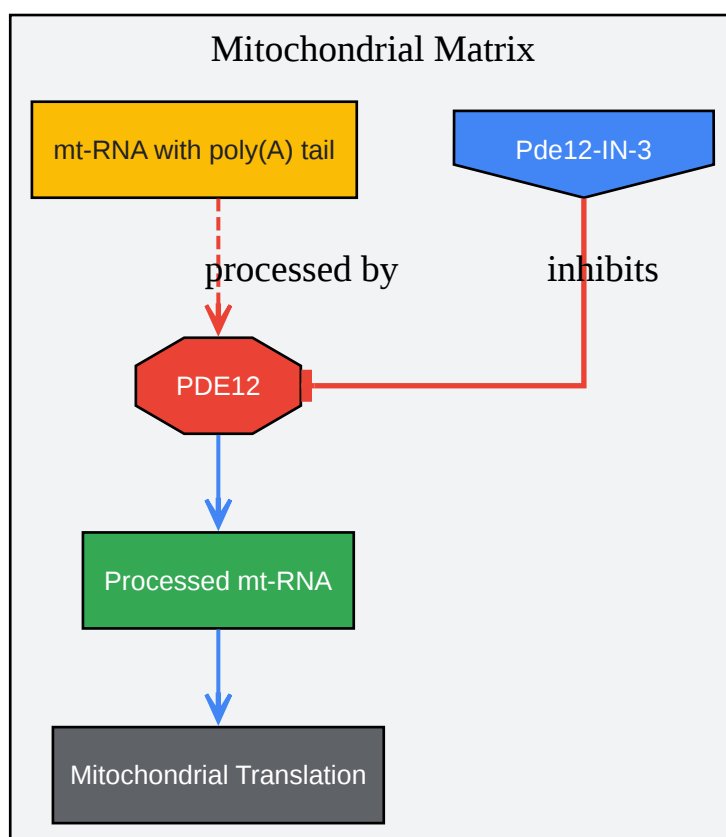 Mitochondrial Matrix
mt-RNA with poly(A) tail
Pde12-IN-3
processed by
inhibits
PDE12
Processed mt-RNA
Mitochondrial Translation